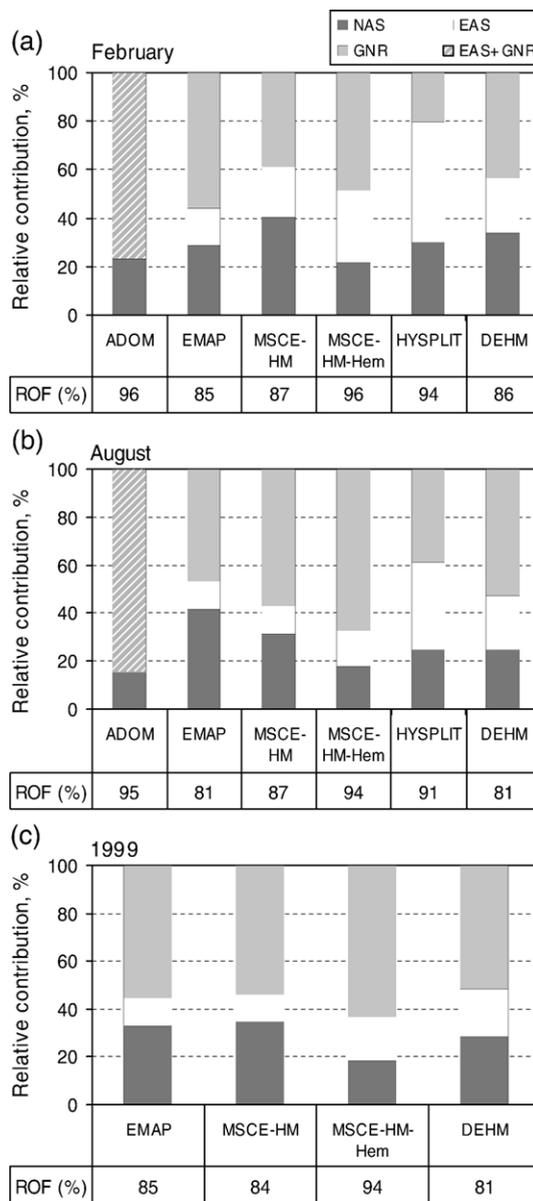 (a)
February
NAS EAS
GNR EAS+ GNR
Relative contribution, %
100
80
60
40
20
0
ADOM EMAP MSCE-HM MSCE-HM-Hem HYSPLIT DEHM
ROF (%) 96 85 87 96 94 86
(b)
August
Relative contribution, %
100
80
60
40
20
0
ADOM EMAP MSCE-HM MSCE-HM-Hem HYSPLIT DEHM
ROF (%) 95 81 87 94 91 81
(c)
1999
Relative contribution, %
100
80
60
40
20
0
EMAP MSCE-HM MSCE-HM-Hem DEHM
ROF (%) 85 84 94 81